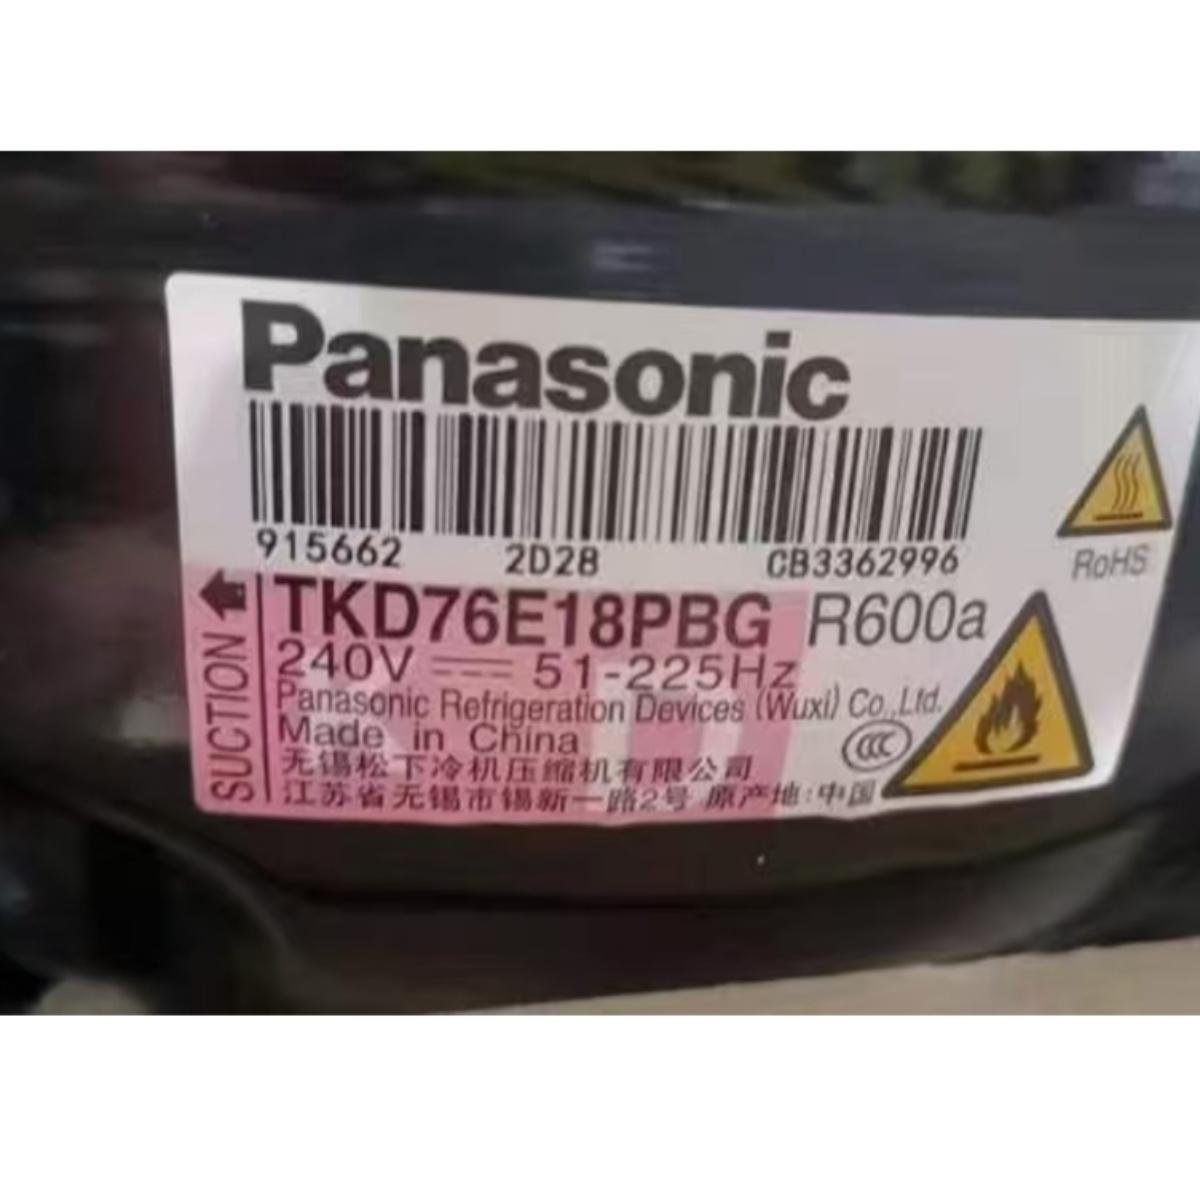 Panasonic
915662 2D28 CB3362996
RoHS
SUCTION
TKD76E18PBG R600a
240V ⎓ 51-225Hz
Panasonic Refrigeration Devices (Wuxi) Co.,Ltd.
Made in China
CCC
无锡松下冷机压缩机有限公司
江苏省无锡市锡新一路2号 原产地:中国